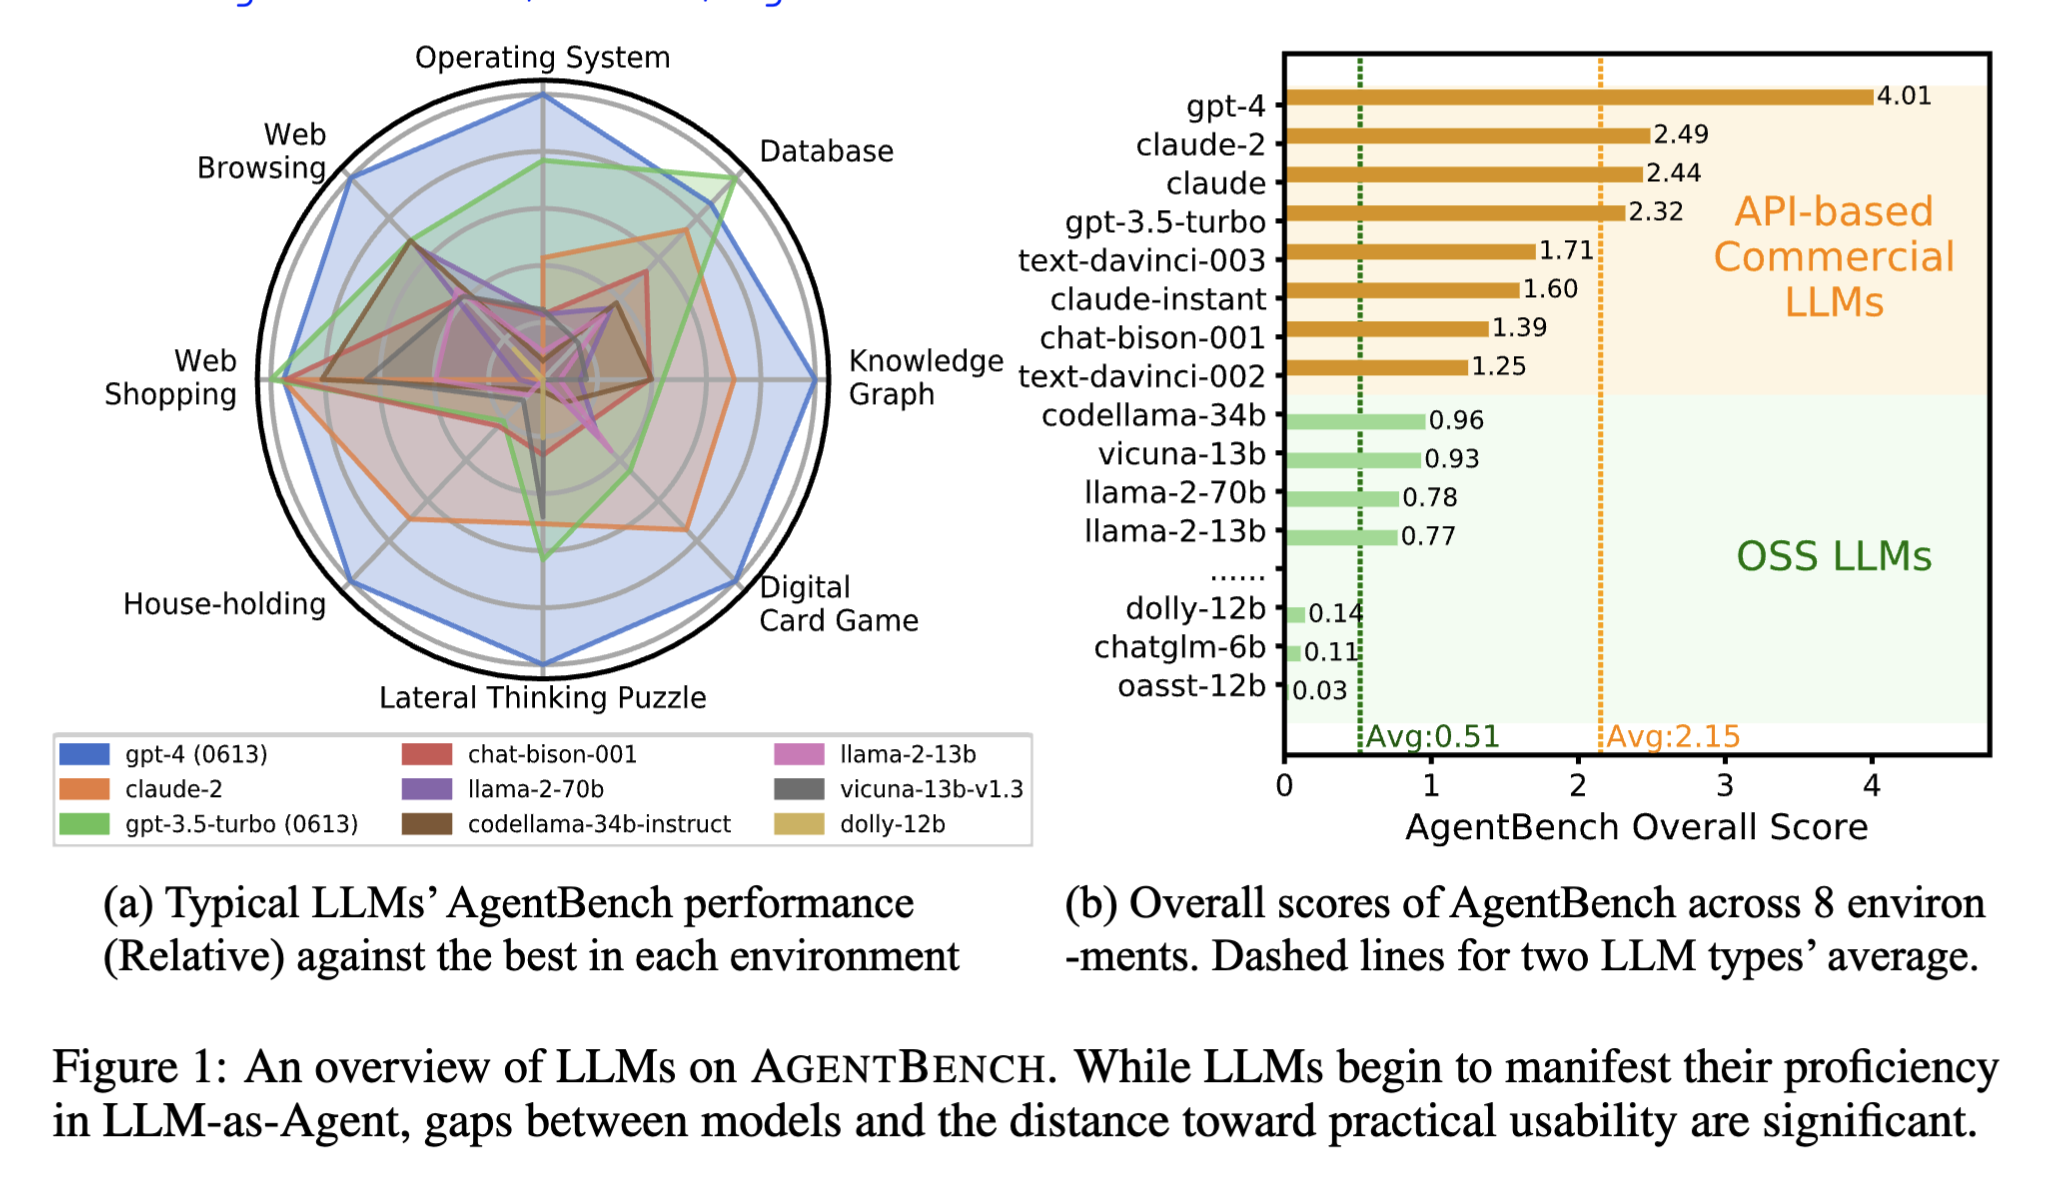 Operating System
Web
Browsing
Database
Web
Shopping
Knowledge
Graph
House-holding
Digital
Card Game
Lateral Thinking Puzzle
gpt-4 (0613)
claude-2
gpt-3.5-turbo (0613)
chat-bison-001
llama-2-70b
codellama-34b-instruct
llama-2-13b
vicuna-13b-v1.3
dolly-12b
(a) Typical LLMs’ AgentBench performance
(Relative) against the best in each environment
gpt-4 4.01
claude-2 2.49
claude 2.44
gpt-3.5-turbo 2.32
text-davinci-003 1.71
claude-instant 1.60
chat-bison-001 1.39
text-davinci-002 1.25
codellama-34b 0.96
vicuna-13b 0.93
llama-2-70b 0.78
llama-2-13b 0.77
......
dolly-12b 0.14
chatglm-6b 0.11
oasst-12b 0.03
API-based
Commercial
LLMs
OSS LLMs
Avg:0.51 Avg:2.15
0 1 2 3 4
AgentBench Overall Score
(b) Overall scores of AgentBench across 8 environ
-ments. Dashed lines for two LLM types’ average.
Figure 1: An overview of LLMs on AGENTBENCH. While LLMs begin to manifest their proficiency
in LLM-as-Agent, gaps between models and the distance toward practical usability are significant.